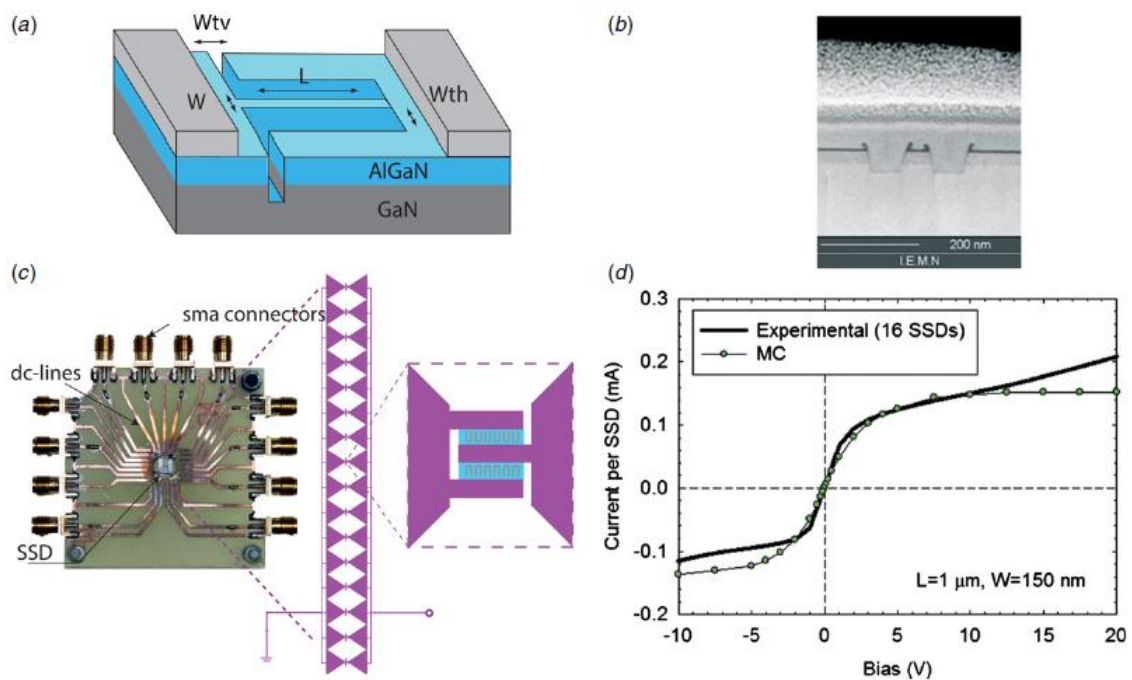 (a)
Wtv
L
W
Wth
AlGaN
GaN
(b)
200 nm
I.E.M.N
(c)
sma connectors
dc-lines
SSD
(d)
0.3
0.2
0.1
0.0
-0.1
-0.2
Current per SSD (mA)
Experimental (16 SSDs)
MC
L=1 μm, W=150 nm
-10 -5 0 5 10 15 20
Bias (V)